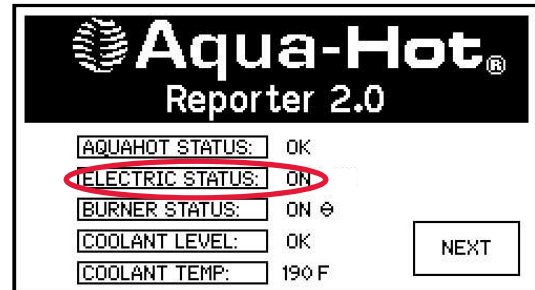 Aqua-Hot®
Reporter 2.0
AQUAHOT STATUS: OK
ELECTRIC STATUS: ON
BURNER STATUS: ON ⊖
COOLANT LEVEL: OK
NEXT
COOLANT TEMP: 190 F